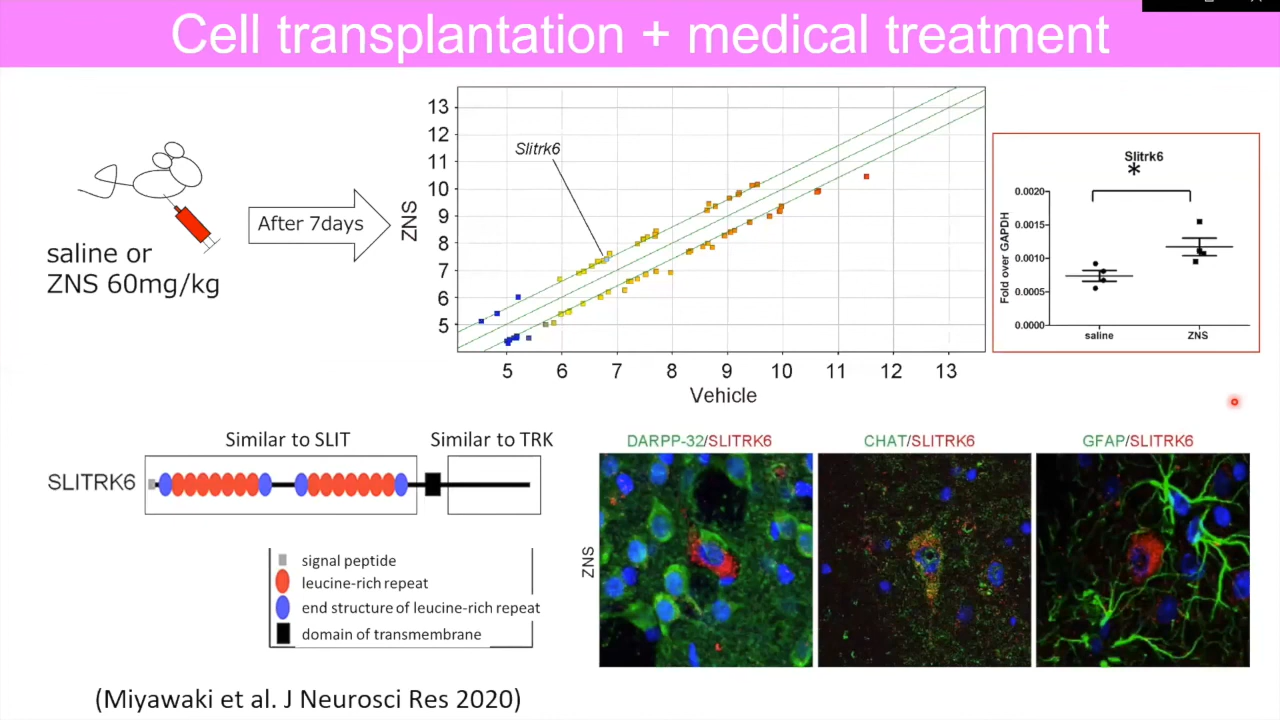 Cell transplantation + medical treatment
saline or
ZNS 60mg/kg
After 7days
ZNS
13
12
11
10
9
8
7
6
5
Slitrk6
5 6 7 8 9 10 11 12 13
Vehicle
Slitrk6
*
Fold over GAPDH
0.0020
0.0015
0.0010
0.0005
0.0000
saline ZNS
Similar to SLIT Similar to TRK
SLITRK6
signal peptide
leucine-rich repeat
end structure of leucine-rich repeat
domain of transmembrane
DARPP-32/SLITRK6 CHAT/SLITRK6 GFAP/SLITRK6
ZNS
(Miyawaki et al. J Neurosci Res 2020)